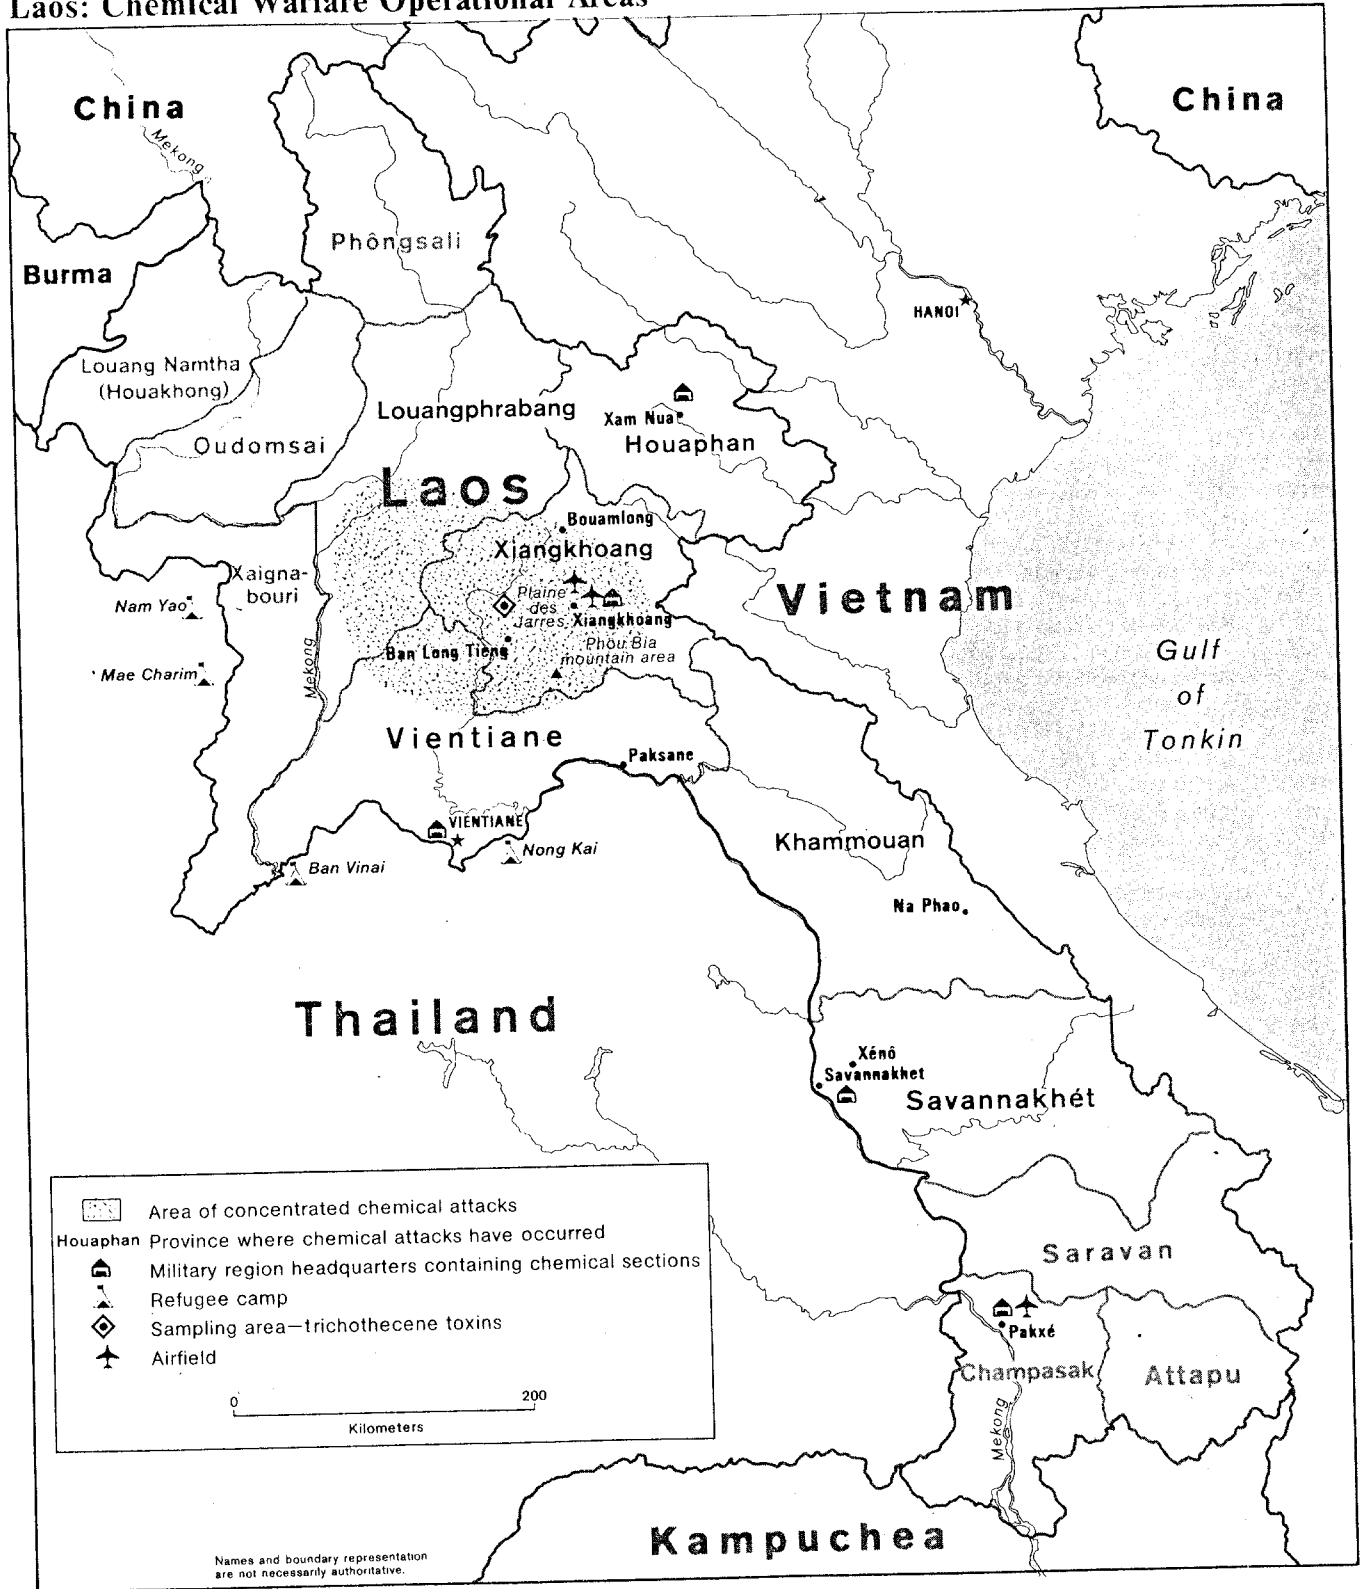 Laos: Chemical Warfare Operational Areas
China
China
Mekong
Phôngsali
Burma
HANOI
Louang Namtha
(Houakhong)
Louangphrabang
Xam Nua
Houaphan
Oudomsai
Laos
Bouamlong
Xiangkhoang
Xaigna-
bouri
Nam Yao
Plaine
des
Jarres
Xiangkhoang
Vietnam
Phou Bia
mountain area
Ban Long Tieng
Mae Charim
Mekong
Gulf
of
Tonkin
Vientiane
Paksane
VIENTIANE
Nong Kai
Ban Vinai
Khammouan
Na Phao
Thailand
Xénô
Savannakhet
Savannakhét
Saravan
Pakxé
Champasak
Attapu
Mekong
Kampuchea
Area of concentrated chemical attacks
Houaphan Province where chemical attacks have occurred
Military region headquarters containing chemical sections
Refugee camp
Sampling area—trichothecene toxins
Airfield
0 200
Kilometers
Names and boundary representation
are not necessarily authoritative.